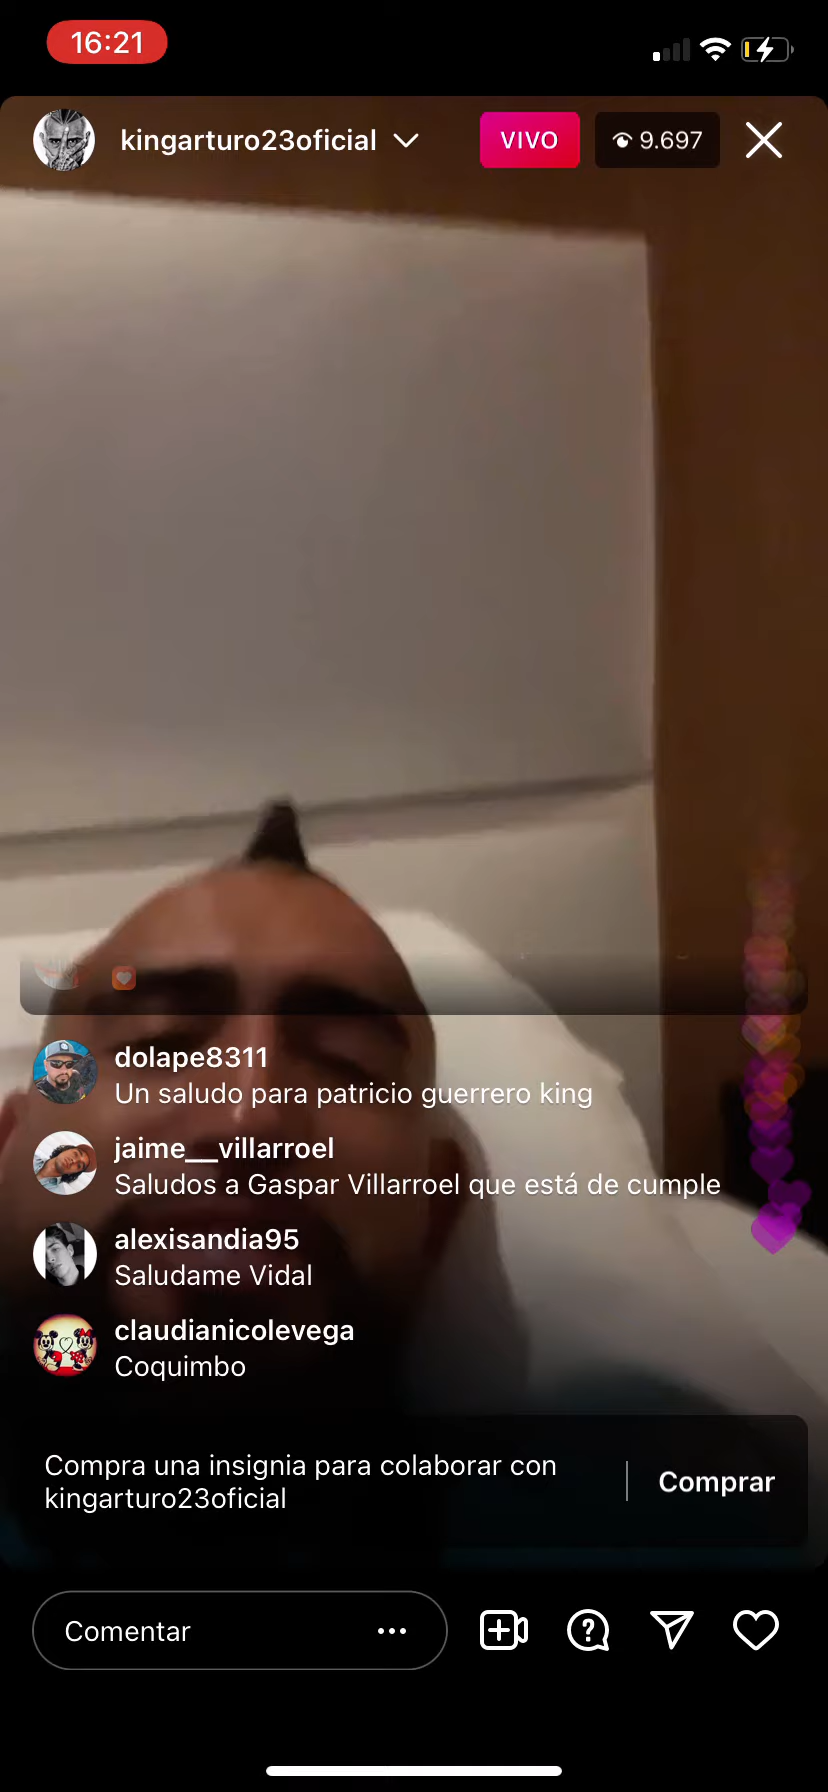 16:21
kingarturo23oficial
VIVO
9.697
dolape8311
Un saludo para patricio guerrero king
jaime__villarroel
Saludos a Gaspar Villarroel que está de cumple
alexisandia95
Saludame Vidal
claudianicolevega
Coquimbo
Compra una insignia para colaborar con
kingarturo23oficial
Comprar
Comentar